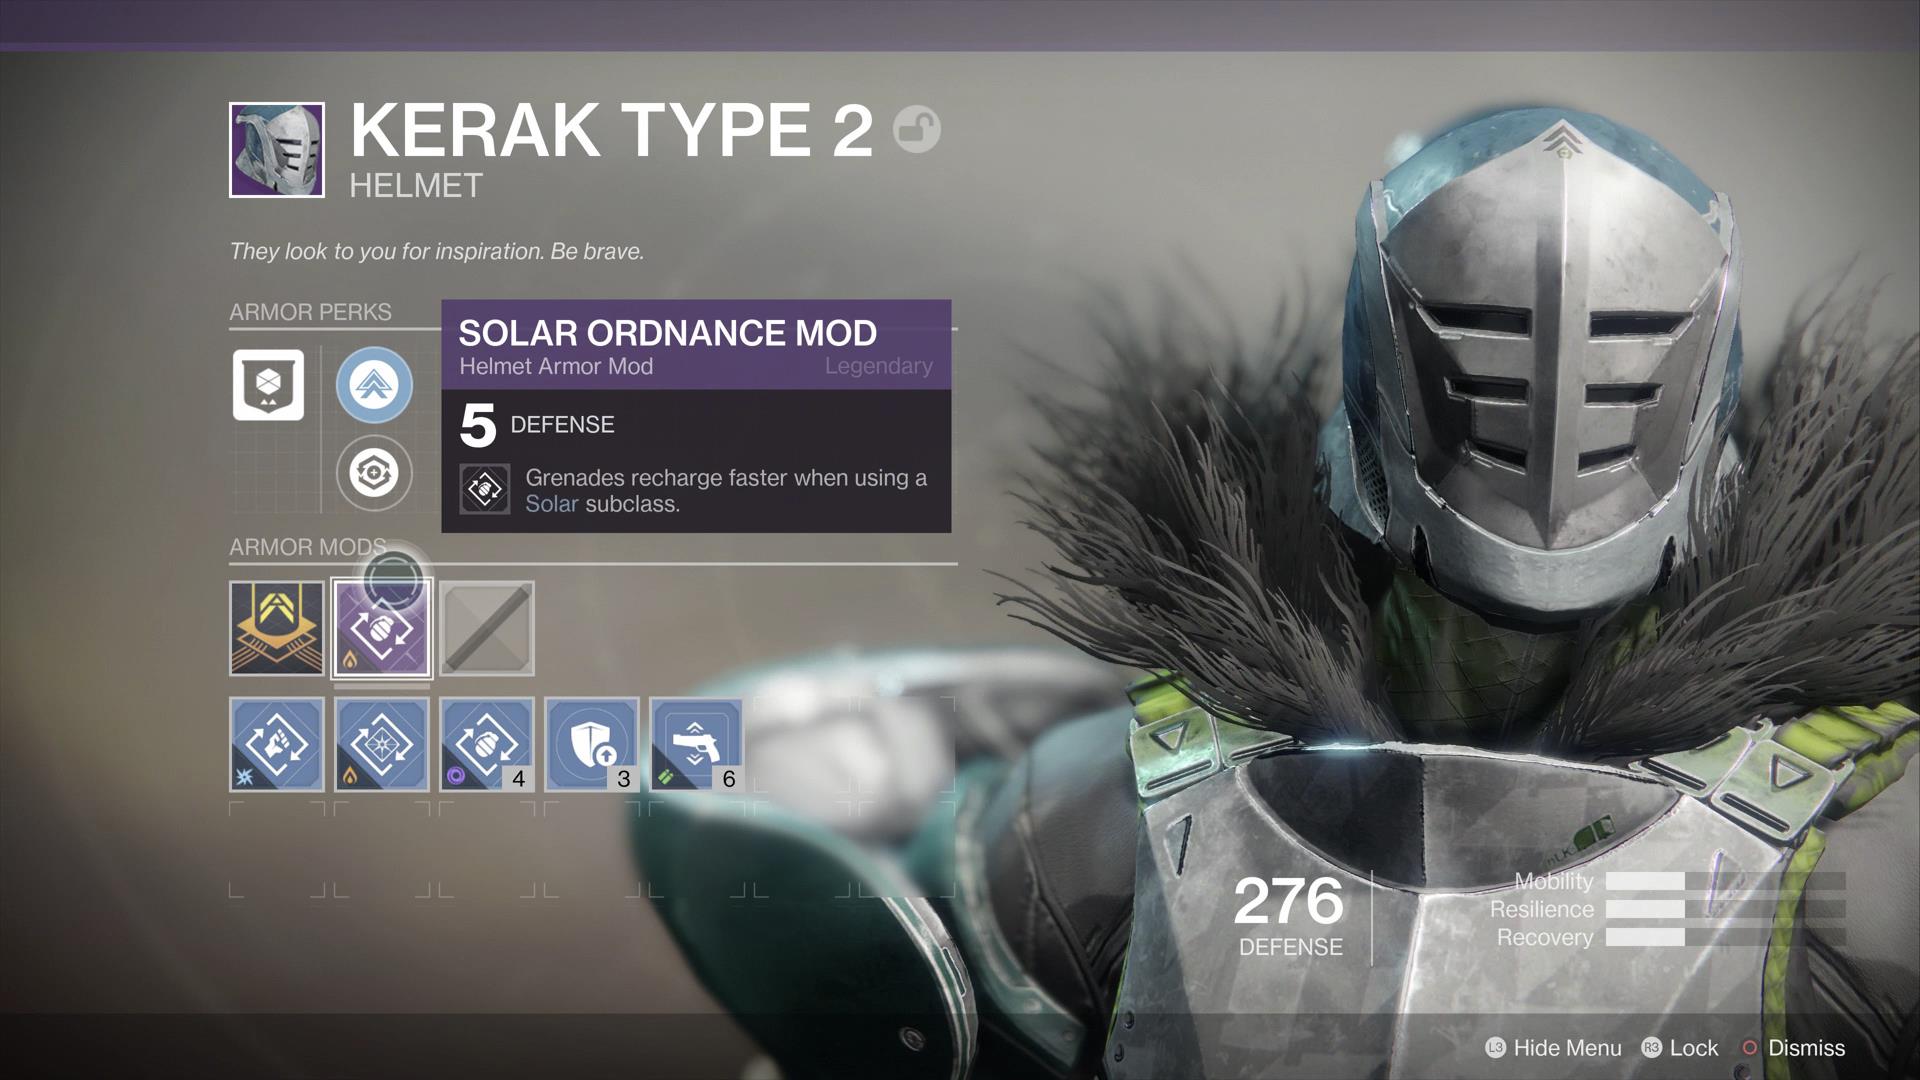 KERAK TYPE 2
HELMET
They look to you for inspiration. Be brave.
ARMOR PERKS
SOLAR ORDNANCE MOD
Helmet Armor Mod
Legendary
5 DEFENSE
Grenades recharge faster when using a
Solar subclass.
ARMOR MODS
4
3
6
276
DEFENSE
Mobility
Resilience
Recovery
L3 Hide Menu
R3 Lock
Dismiss